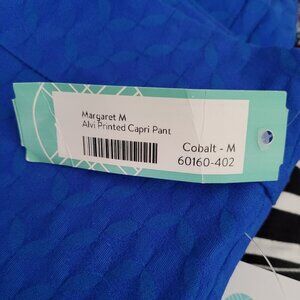 Margaret M
Alvi Printed Capri Pant
Cobalt - M
60160-402